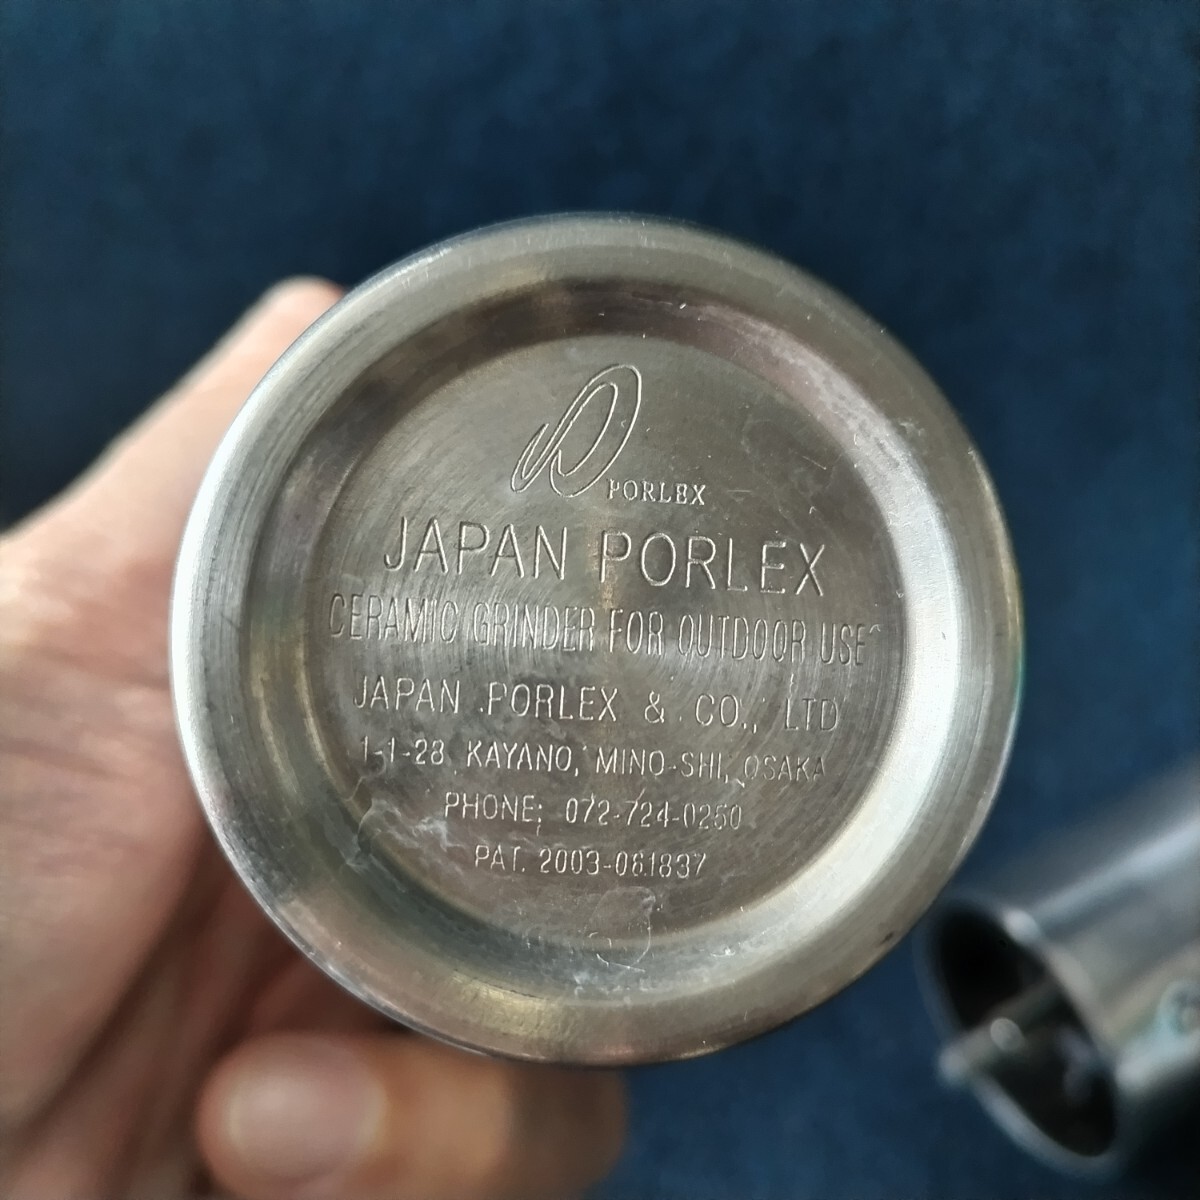 PORLEX
JAPAN PORLEX
CERAMIC GRINDER FOR OUTDOOR USE
JAPAN PORLEX & CO., LTD
1-1-28 KAYANO, MINO-SHI, OSAKA
PHONE; 072-724-0250
PAT. 2003-061837